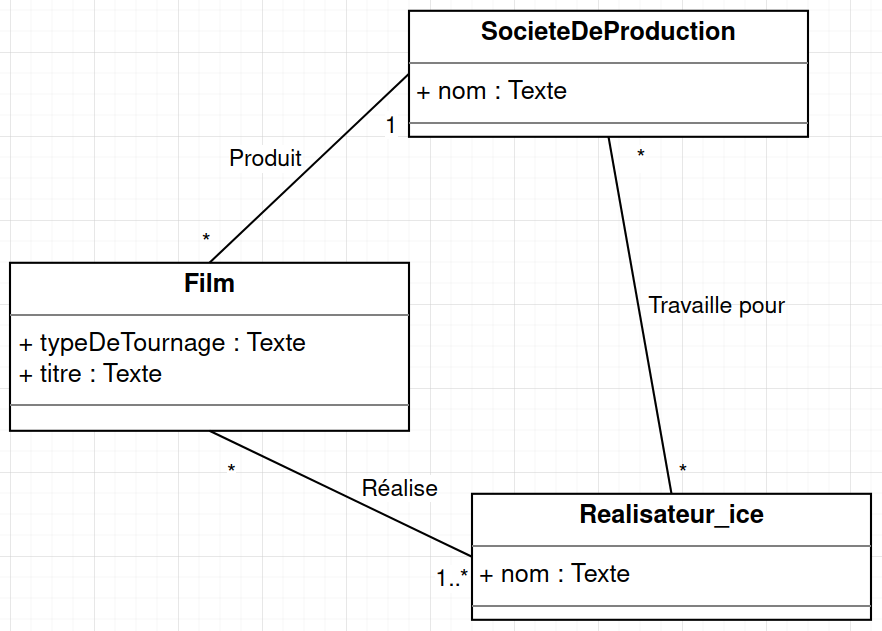 SocieteDeProduction
+ nom : Texte
1
Produit
*
*
Film
+ typeDeTournage : Texte
+ titre : Texte
Travaille pour
*
Réalise
*
Realisateur_ice
1..*
+ nom : Texte